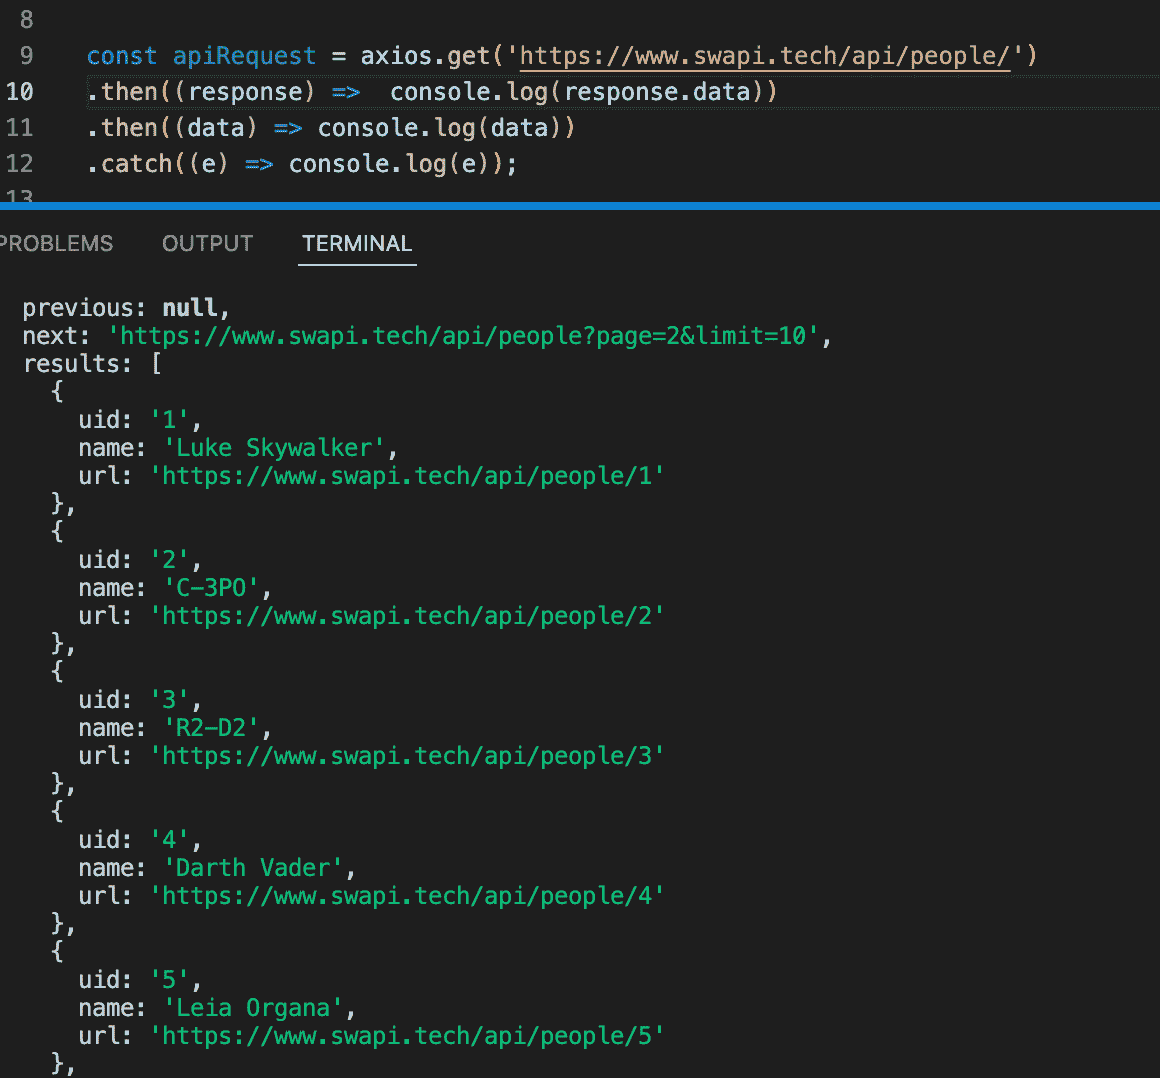 8
9 const apiRequest = axios.get('https://www.swapi.tech/api/people/')
10 .then((response) =>  console.log(response.data))
11 .then((data) => console.log(data))
12 .catch((e) => console.log(e));
13
PROBLEMS OUTPUT TERMINAL
previous: null,
next: 'https://www.swapi.tech/api/people?page=2&limit=10',
results: [
{
uid: '1',
name: 'Luke Skywalker',
url: 'https://www.swapi.tech/api/people/1'
},
{
uid: '2',
name: 'C-3PO',
url: 'https://www.swapi.tech/api/people/2'
},
{
uid: '3',
name: 'R2-D2',
url: 'https://www.swapi.tech/api/people/3'
},
{
uid: '4',
name: 'Darth Vader',
url: 'https://www.swapi.tech/api/people/4'
},
{
uid: '5',
name: 'Leia Organa',
url: 'https://www.swapi.tech/api/people/5'
},